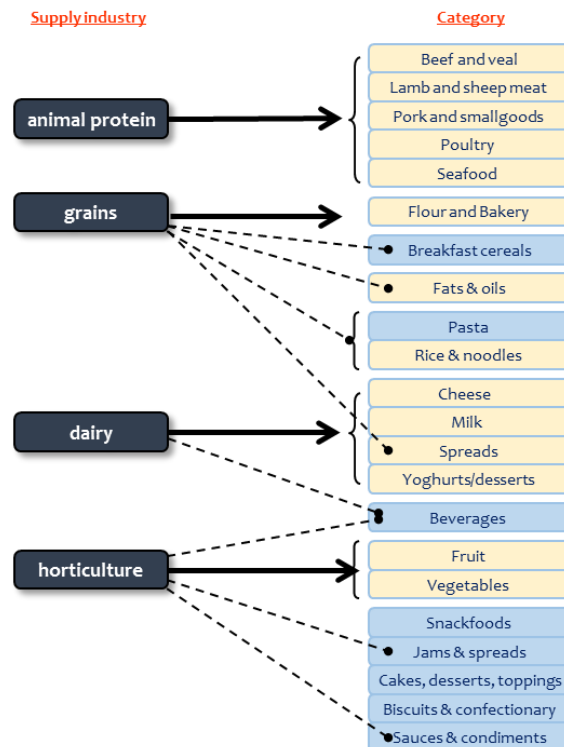 Supply industry
Category
animal protein
Beef and veal
Lamb and sheep meat
Pork and smallgoods
Poultry
Seafood
grains
Flour and Bakery
Breakfast cereals
Fats & oils
Pasta
Rice & noodles
dairy
Cheese
Milk
Spreads
Yoghurts/desserts
Beverages
horticulture
Fruit
Vegetables
Snackfoods
Jams & spreads
Cakes, desserts, toppings
Biscuits & confectionary
Sauces & condiments